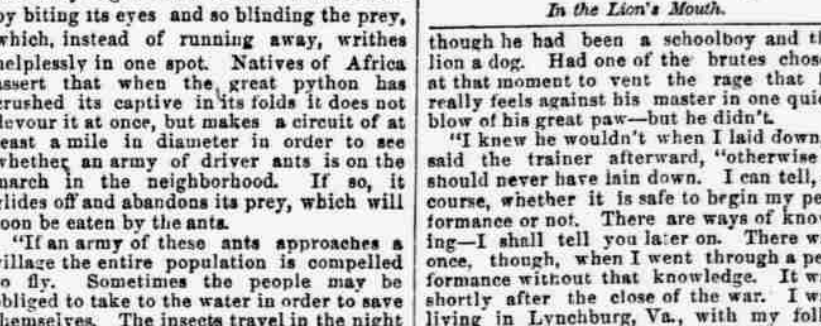 by biting its eyes and so blinding the prey,
which, instead of running away, writhes
helplessly in one spot. Natives of Africa
assert that when the great python has
crushed its captive in its folds it does not
devour it at once, but makes a circuit of at
least a mile in diameter in order to see
whether an army of driver ants is on the
march in the neighborhood. If so, it
glides off and abandons its prey, which will
soon be eaten by the ants.
"If an army of these ants approaches a
village the entire population is compelled
to fly. Sometimes the people may be
obliged to take to the water in order to save
themselves. The insects travel in the night
In the Lion's Mouth.
though he had been a schoolboy and th
lion a dog. Had one of the brutes chos
at that moment to vent the rage that
really feels against his master in one quic
blow of his great paw—but he didn't.
"I knew he wouldn't when I laid down,
said the trainer afterward, "otherwise
should never have lain down. I can tell,
course, whether it is safe to begin my pe
formance or not. There are ways of know
ing—I shall tell you later on. There w
once, though, when I went through a pe
formance without that knowledge. It w
shortly after the close of the war. I w
living in Lynchburg, Va., with my folk